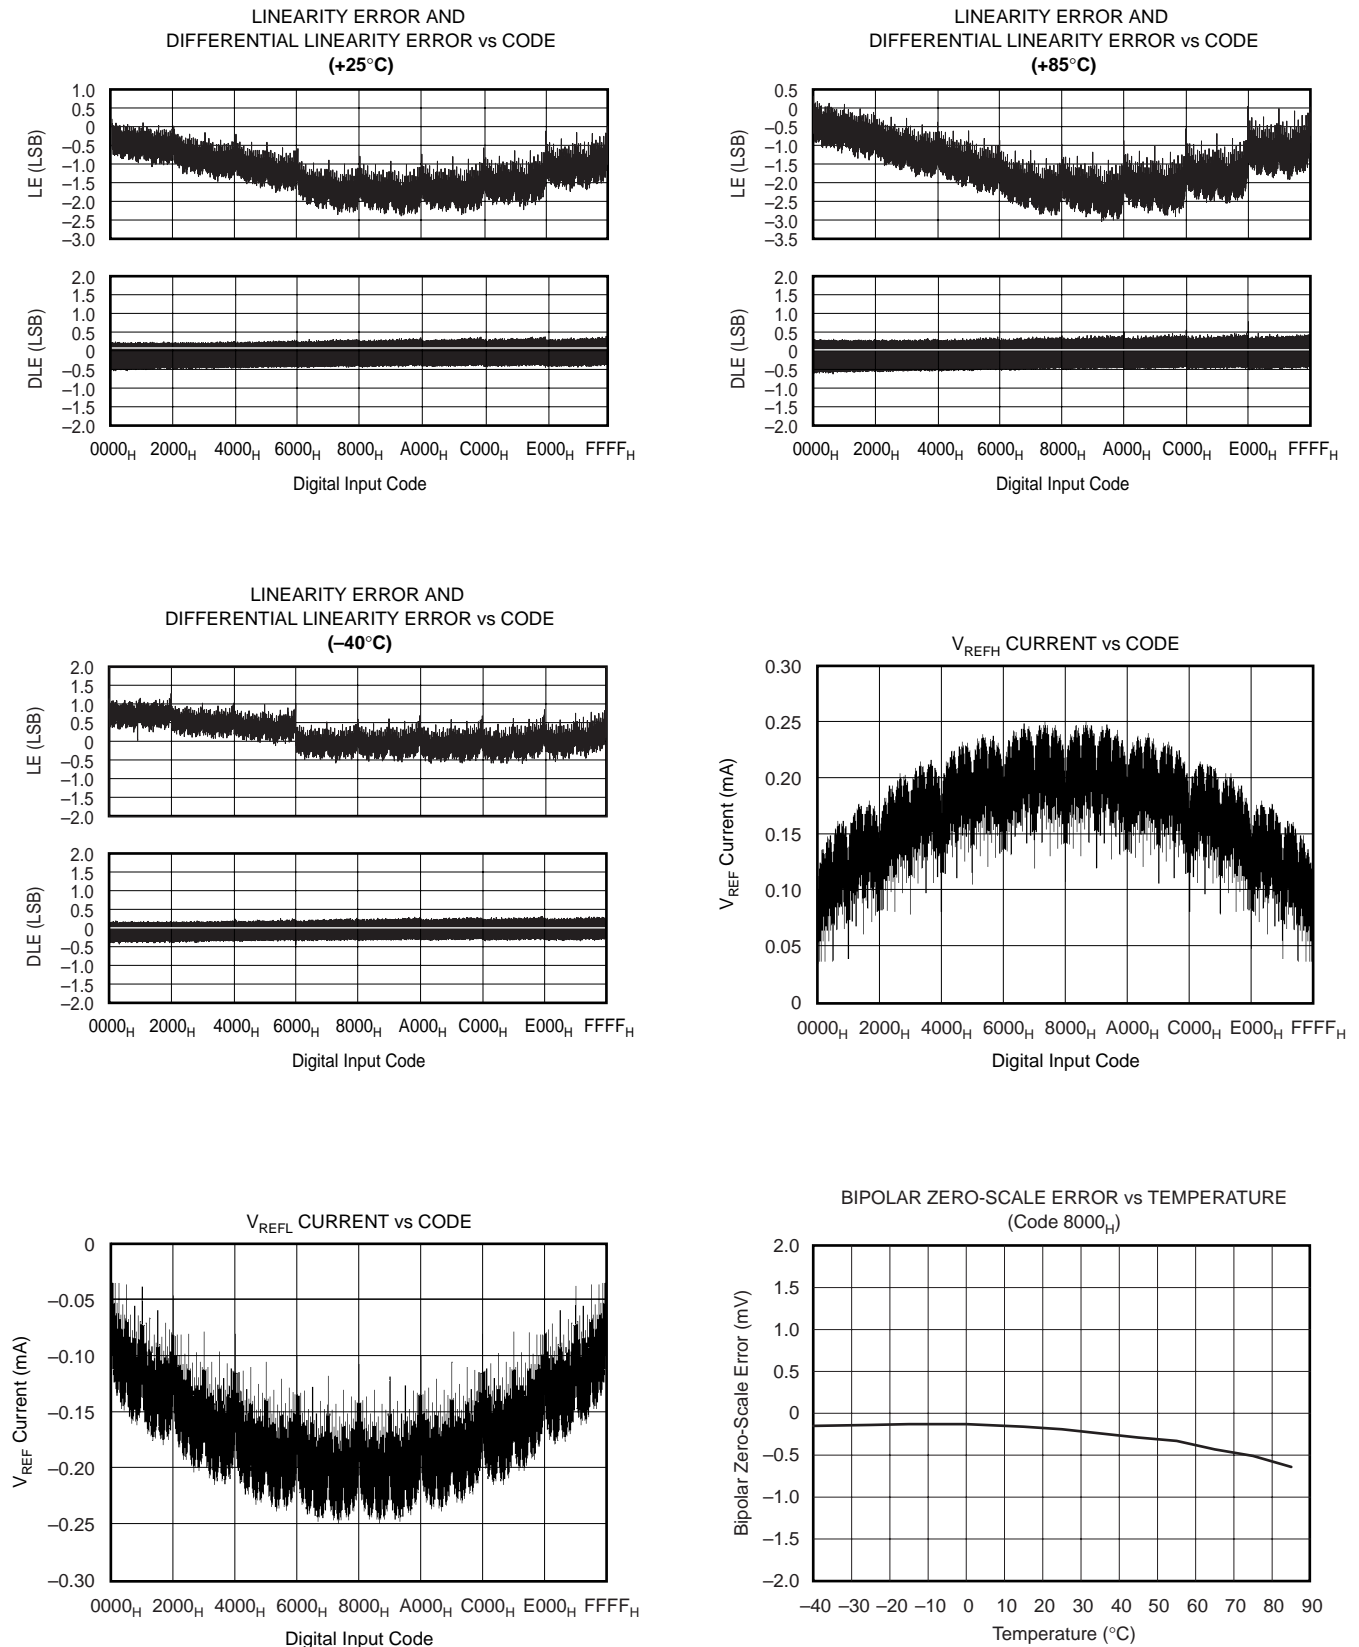 LINEARITY ERROR AND
DIFFERENTIAL LINEARITY ERROR vs CODE
(+25°C)
1.0
0.5
0
–0.5
–1.0
–1.5
–2.0
–2.5
–3.0
LE (LSB)
2.0
1.5
1.0
0.5
0
–0.5
–1.0
–1.5
–2.0
DLE (LSB)
0000H 2000H 4000H 6000H 8000H A000H C000H E000H FFFFH
Digital Input Code
LINEARITY ERROR AND
DIFFERENTIAL LINEARITY ERROR vs CODE
(+85°C)
0.5
0
–0.5
–1.0
–1.5
–2.0
–2.5
–3.0
–3.5
LE (LSB)
2.0
1.5
1.0
0.5
0
–0.5
–1.0
–1.5
–2.0
DLE (LSB)
0000H 2000H 4000H 6000H 8000H A000H C000H E000H FFFFH
Digital Input Code
LINEARITY ERROR AND
DIFFERENTIAL LINEARITY ERROR vs CODE
(–40°C)
2.0
1.5
1.0
0.5
0
–0.5
–1.0
–1.5
–2.0
LE (LSB)
2.0
1.5
1.0
0.5
0
–0.5
–1.0
–1.5
–2.0
DLE (LSB)
0000H 2000H 4000H 6000H 8000H A000H C000H E000H FFFFH
Digital Input Code
VREFH CURRENT vs CODE
0.30
0.25
0.20
0.15
0.10
0.05
0
VREF Current (mA)
0000H 2000H 4000H 6000H 8000H A000H C000H E000H FFFFH
Digital Input Code
VREFL CURRENT vs CODE
0
–0.05
–0.10
–0.15
–0.20
–0.25
–0.30
VREF Current (mA)
0000H 2000H 4000H 6000H 8000H A000H C000H E000H FFFFH
Digital Input Code
BIPOLAR ZERO-SCALE ERROR vs TEMPERATURE
(Code 8000H)
2.0
1.5
1.0
0.5
0
–0.5
–1.0
–1.5
–2.0
Bipolar Zero-Scale Error (mV)
–40 –30 –20 –10 0 10 20 30 40 50 60 70 80 90
Temperature (°C)